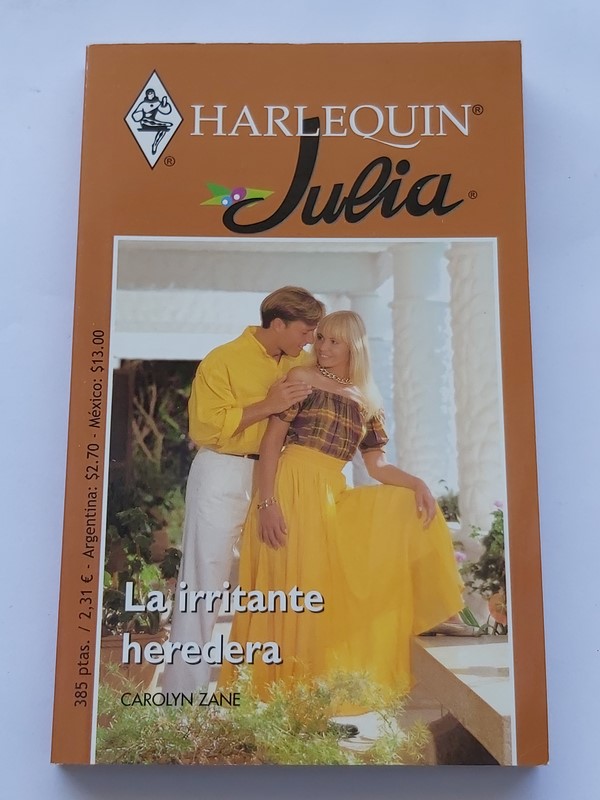 HARLEQUIN®
Julia®
®
385 ptas. / 2,31 € - Argentina: $2.70 - México: $13.00
La irritante
heredera
CAROLYN ZANE